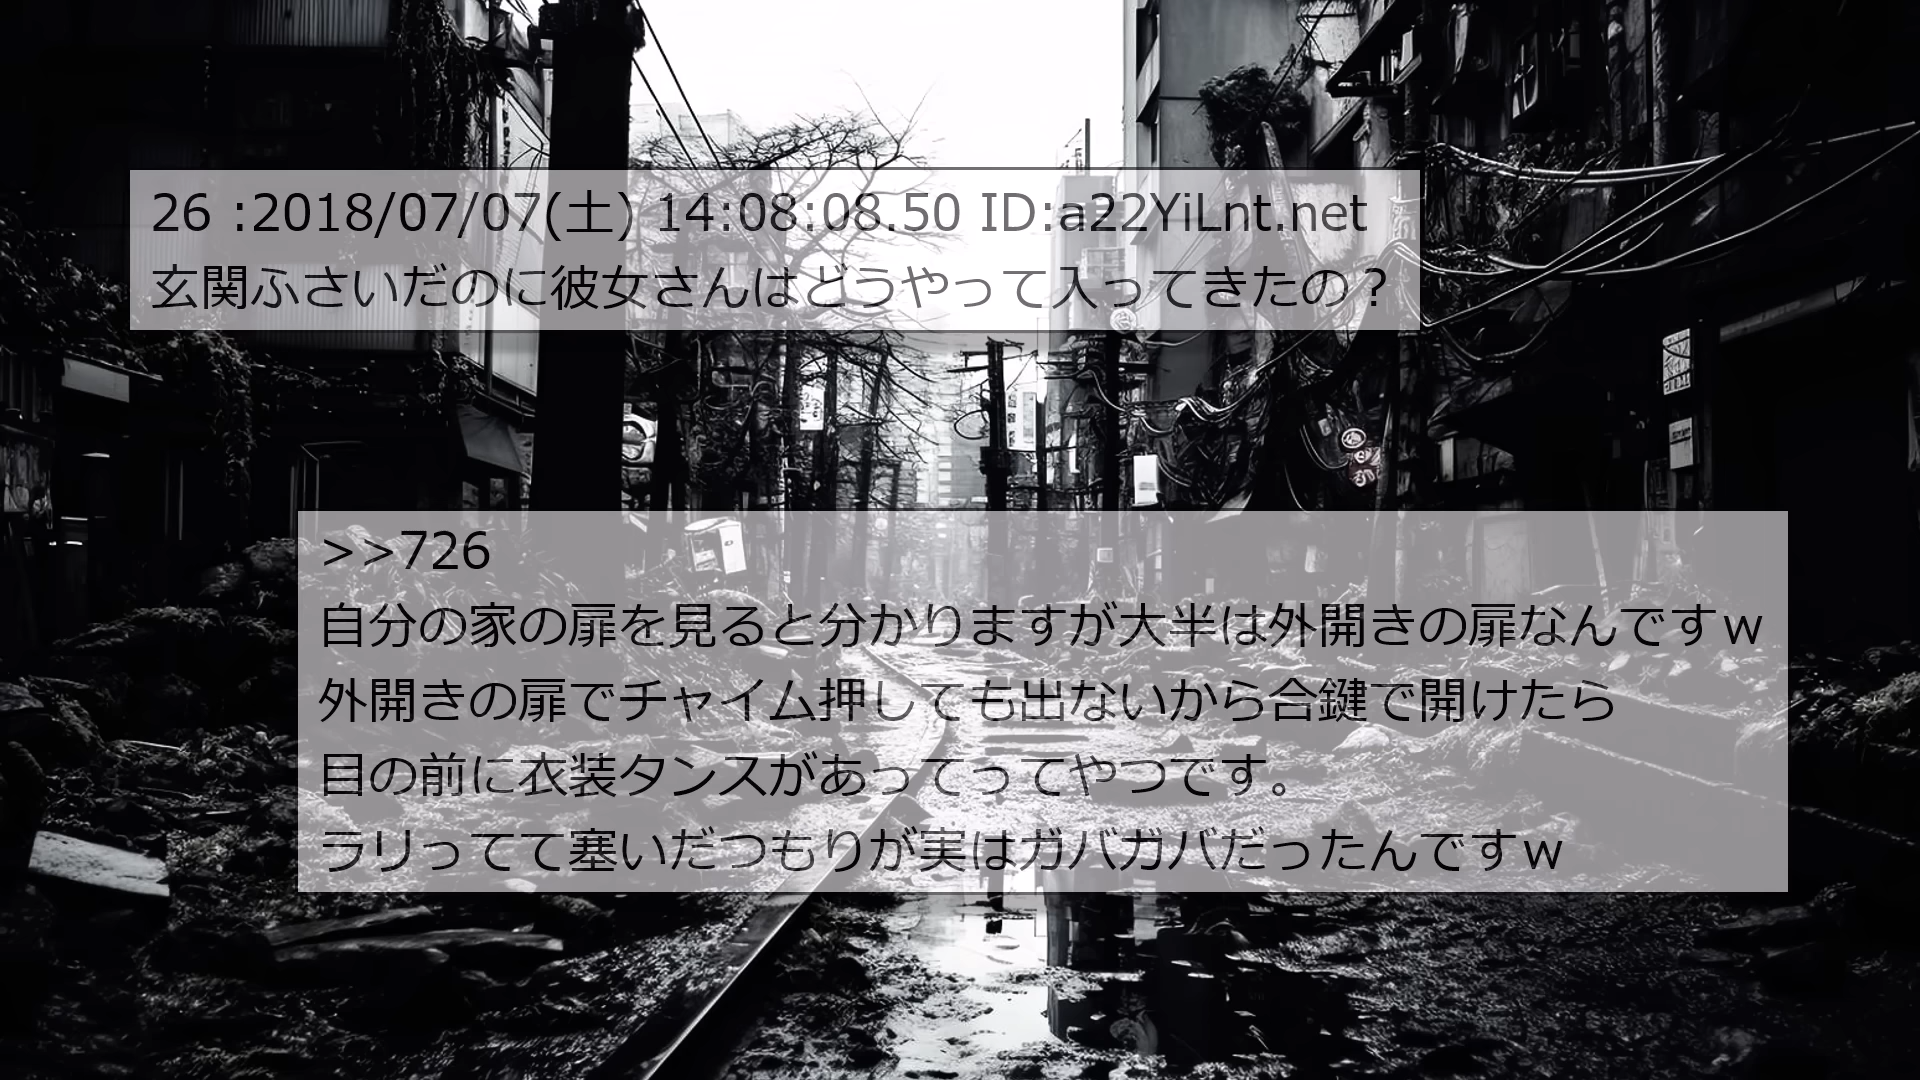 26 :2018/07/07(土) 14:08:08.50 ID:a22YiLnt.net
玄関ふさいだのに彼女さんはどうやって入ってきたの？
>>726
自分の家の扉を見ると分かりますが大半は外開きの扉なんですｗ
外開きの扉でチャイム押しても出ないから合鍵で開けたら
目の前に衣装タンスがあってってやつです。
ラリってて塞いだつもりが実はガバガバだったんですｗ